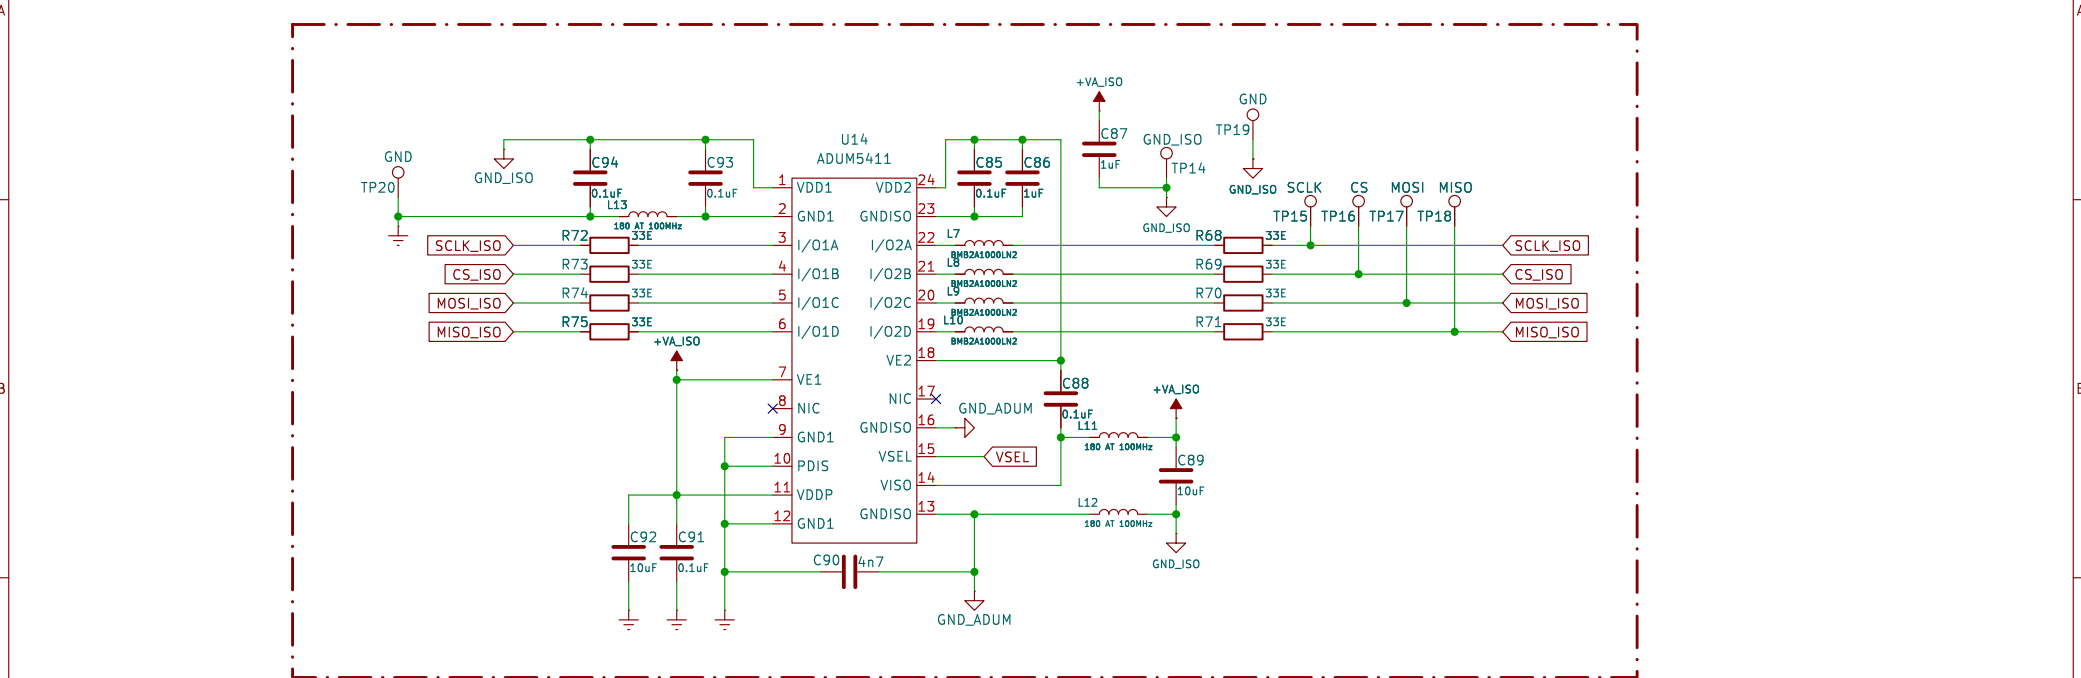 A
A
B
+VA_ISO
C87
1uF
GND_ISO
TP14
GND_ISO
GND
TP19
GND_ISO
GND
TP20
GND_ISO
C94
0.1uF
C93
0.1uF
L13
180 AT 100MHz
U14
ADUM5411
C85
0.1uF
C86
1uF
SCLK
CS
MOSI
MISO
TP15
TP16
TP17
TP18
1 VDD1
2 GND1
3 I/O1A
4 I/O1B
5 I/O1C
6 I/O1D
7 VE1
8 NIC
9 GND1
10 PDIS
11 VDDP
12 GND1
VDD2 24
GNDISO 23
I/O2A 22
I/O2B 21
I/O2C 20
I/O2D 19
VE2 18
NIC 17
GNDISO 16
VSEL 15
VISO 14
GNDISO 13
SCLK_ISO
R72 33E
CS_ISO
R73 33E
MOSI_ISO
R74 33E
MISO_ISO
R75 33E
L7
BMB2A1000LN2
L8
BMB2A1000LN2
L9
BMB2A1000LN2
L10
BMB2A1000LN2
R68 33E
SCLK_ISO
R69 33E
CS_ISO
R70 33E
MOSI_ISO
R71 33E
MISO_ISO
+VA_ISO
C88
0.1uF
GND_ADUM
VSEL
L11
180 AT 100MHz
+VA_ISO
C89
10uF
L12
180 AT 100MHz
GND_ISO
C92
10uF
C91
0.1uF
C90 4n7
GND_ADUM